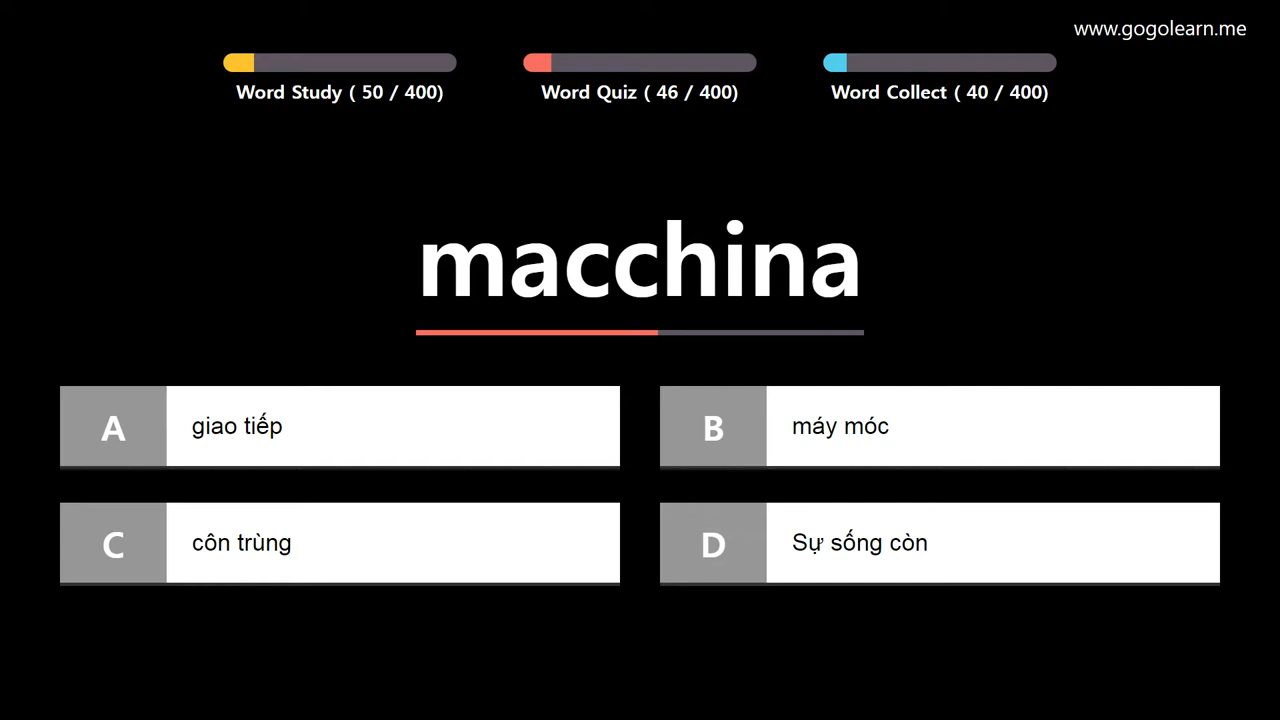 www.gogolearn.me
Word Study ( 50 / 400)
Word Quiz ( 46 / 400)
Word Collect ( 40 / 400)
macchina
A
giao tiếp
B
máy móc
C
côn trùng
D
Sự sống còn